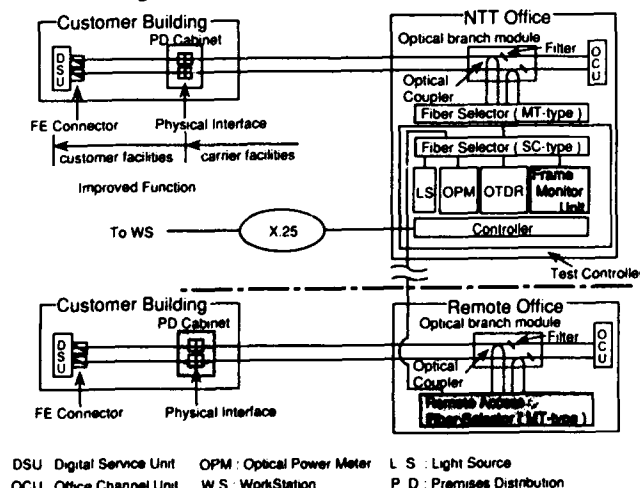 Customer Building
PD Cabinet
D S U
FE Connector
Physical Interface
customer facilities
carrier facilities
Improved Function
NTT Office
Optical branch module
Filter
O C U
Optical Coupler
Fiber Selector ( MT-type )
Fiber Selector ( SC-type )
LS
OPM
OTDR
Frame Monitor Unit
Controller
To WS
X.25
Test Controller
Customer Building
PD Cabinet
D S U
FE Connector
Physical Interface
Remote Office
Optical branch module
Filter
O C U
Optical Coupler
Remote Access
Fiber Selector ( MT-type )
DSU Digital Service Unit OPM : Optical Power Meter L S : Light Source
OCU Office Channel Unit W S : WorkStation P D : Premises Distribution